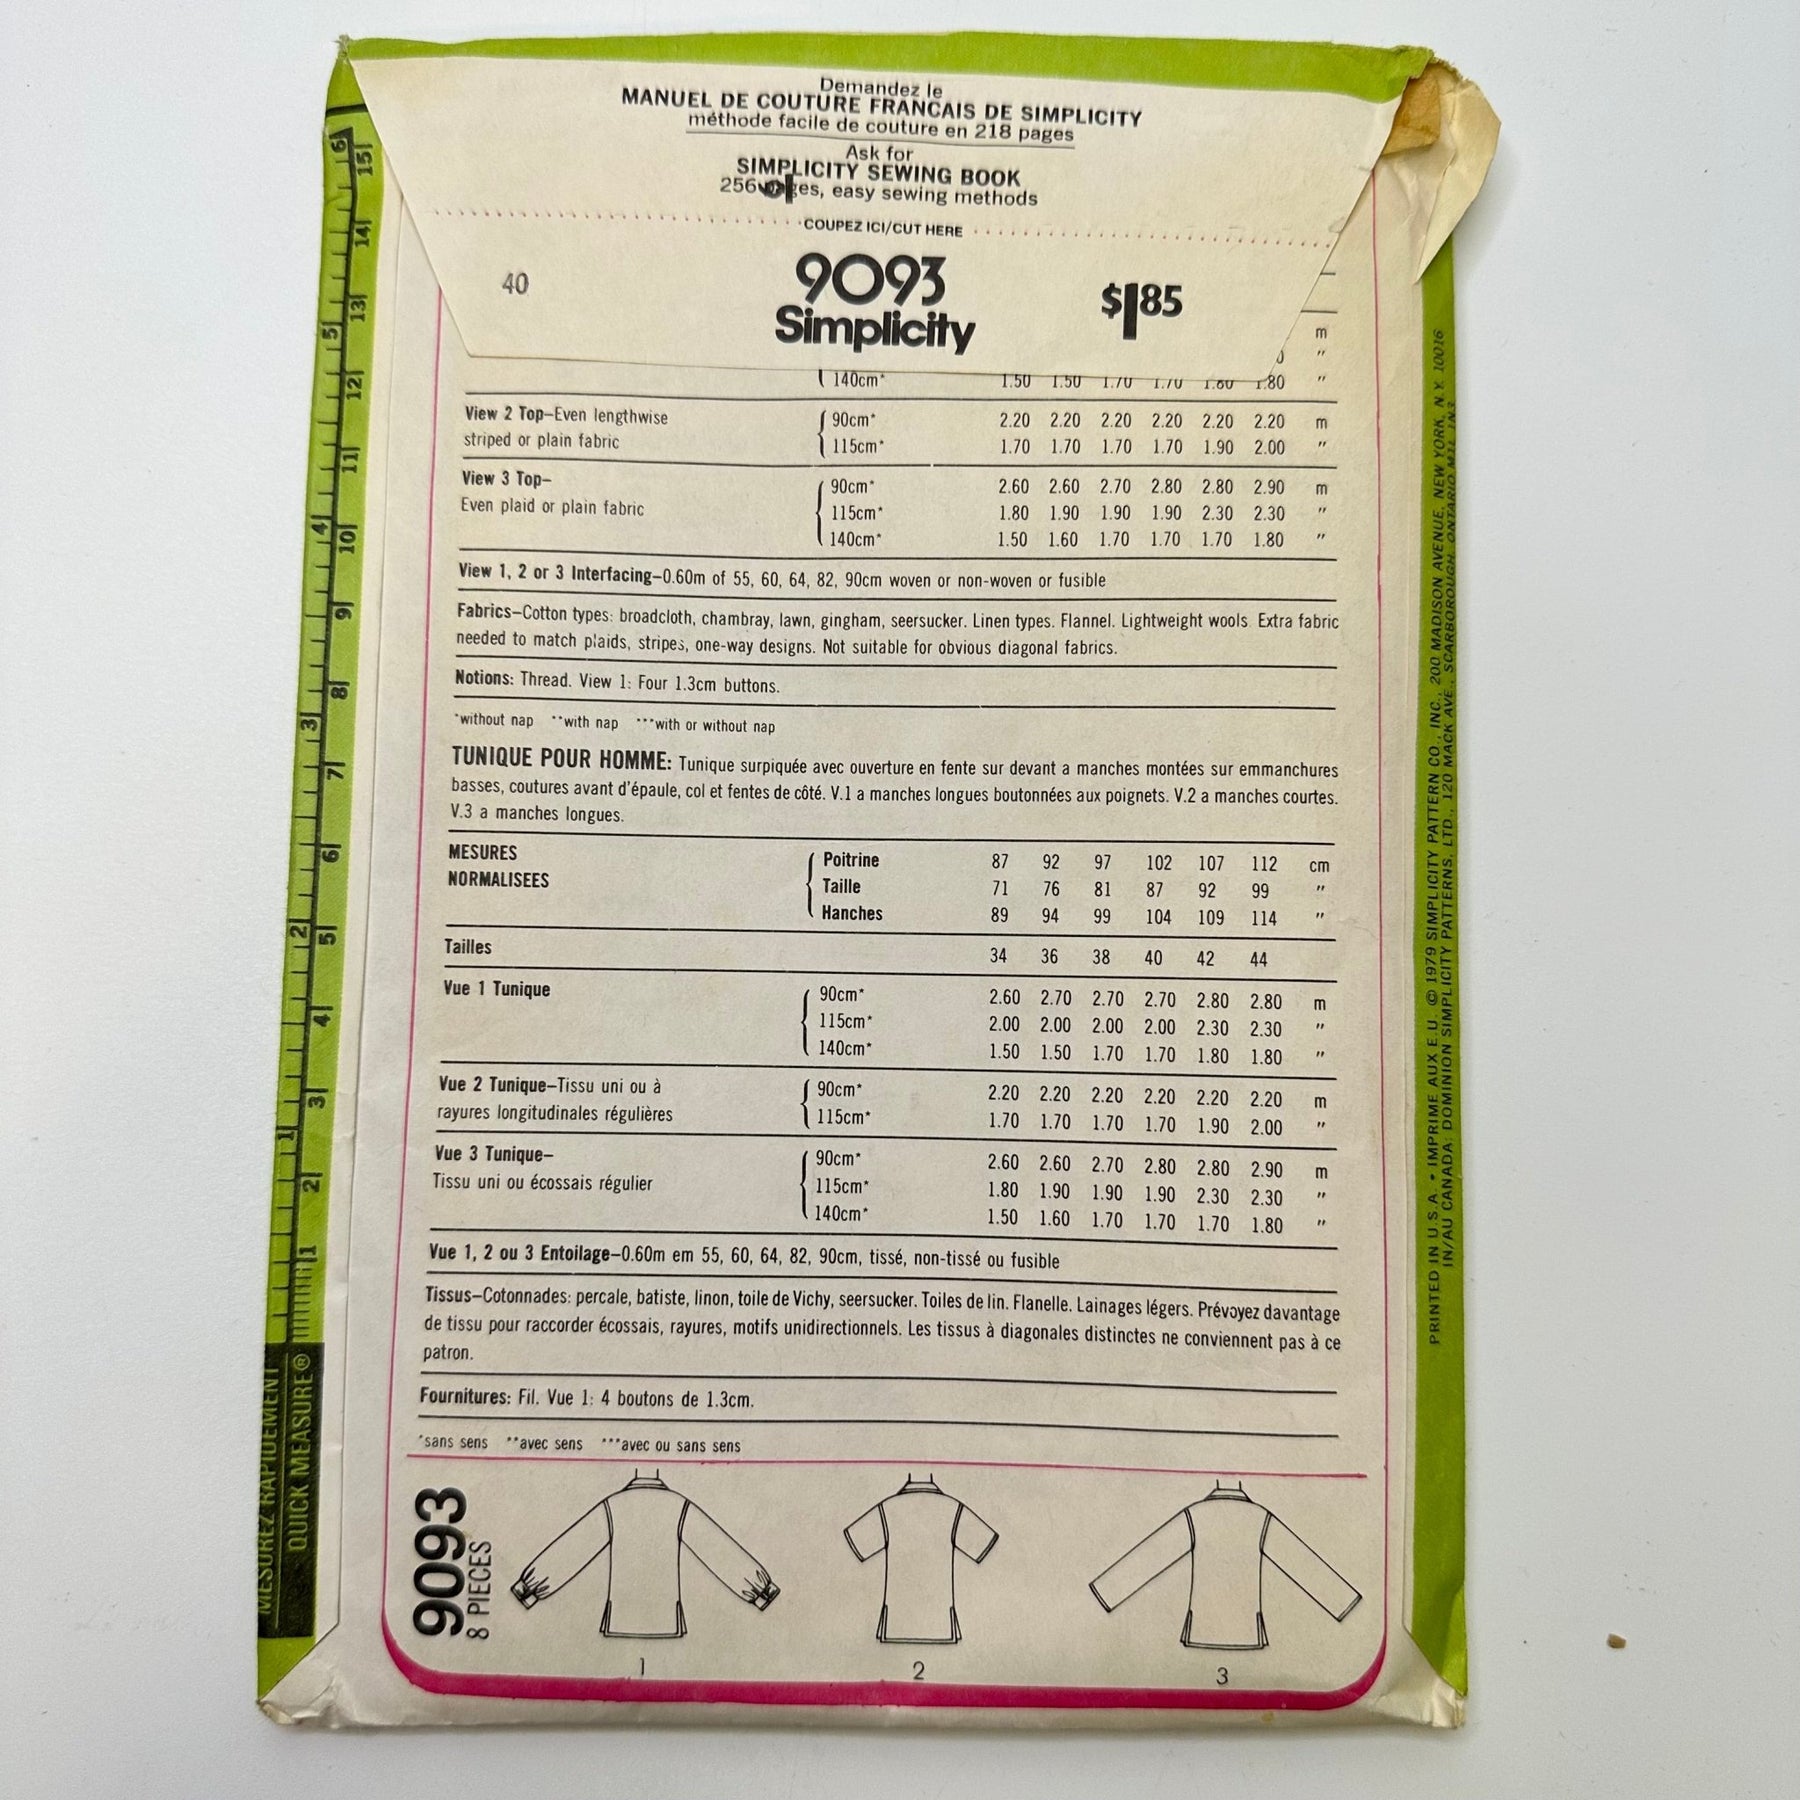 Demandez le
MANUEL DE COUTURE FRANCAIS DE SIMPLICITY
méthode facile de couture en 218 pages
Ask for
SIMPLICITY SEWING BOOK
256 pages, easy sewing methods
COUPEZ ICI/CUT HERE
40
9093
$1.85
Simplicity
m
"
140cm* 1.50 1.50 1.70 1.70 1.80 1.80 "
View 2 Top–Even lengthwise
striped or plain fabric
90cm* 2.20 2.20 2.20 2.20 2.20 2.20 m
115cm* 1.70 1.70 1.70 1.70 1.90 2.00 "
View 3 Top–
Even plaid or plain fabric
90cm* 2.60 2.60 2.70 2.80 2.80 2.90 m
115cm* 1.80 1.90 1.90 1.90 2.30 2.30 "
140cm* 1.50 1.60 1.70 1.70 1.70 1.80 "
View 1, 2 or 3 Interfacing–0.60m of 55, 60, 64, 82, 90cm woven or non-woven or fusible
Fabrics–Cotton types: broadcloth, chambray, lawn, gingham, seersucker. Linen types. Flannel. Lightweight wools. Extra fabric
needed to match plaids, stripes, one-way designs. Not suitable for obvious diagonal fabrics.
Notions: Thread. View 1: Four 1.3cm buttons.
*without nap **with nap ***with or without nap
TUNIQUE POUR HOMME: Tunique surpiquée avec ouverture en fente sur devant a manches montées sur emmanchures
basses, coutures avant d'épaule, col et fentes de côté. V.1 a manches longues boutonnées aux poignets. V.2 a manches courtes.
V.3 a manches longues.
MESURES
NORMALISEES
Poitrine 87 92 97 102 107 112 cm
Taille 71 76 81 87 92 99 "
Hanches 89 94 99 104 109 114 "
Tailles 34 36 38 40 42 44
Vue 1 Tunique
90cm* 2.60 2.70 2.70 2.70 2.80 2.80 m
115cm* 2.00 2.00 2.00 2.00 2.30 2.30 "
140cm* 1.50 1.50 1.70 1.70 1.80 1.80 "
Vue 2 Tunique–Tissu uni ou à
rayures longitudinales régulières
90cm* 2.20 2.20 2.20 2.20 2.20 2.20 m
115cm* 1.70 1.70 1.70 1.70 1.90 2.00 "
Vue 3 Tunique–
Tissu uni ou écossais régulier
90cm* 2.60 2.60 2.70 2.80 2.80 2.90 m
115cm* 1.80 1.90 1.90 1.90 2.30 2.30 "
140cm* 1.50 1.60 1.70 1.70 1.70 1.80 "
Vue 1, 2 ou 3 Entoilage–0.60m em 55, 60, 64, 82, 90cm, tissé, non-tissé ou fusible
Tissus–Cotonnades: percale, batiste, linon, toile de Vichy, seersucker. Toiles de lin. Flanelle. Lainages légers. Prévoyez davantage
de tissu pour raccorder écossais, rayures, motifs unidirectionnels. Les tissus à diagonales distinctes ne conviennent pas à ce
patron.
Fournitures: Fil. Vue 1: 4 boutons de 1.3cm.
*sans sens **avec sens ***avec ou sans sens
9093
8 PIECES
1
2
3
MESUREZ RAPIDEMENT
QUICK MEASURE®
1 2 3 4 5 6
1 2 3 4 5 6 7 8 9 10 11 12 13 14 15
PRINTED IN U.S.A. • IMPRIME AUX E.U. © 1979 SIMPLICITY PATTERN CO., INC., 200 MADISON AVENUE, NEW YORK, N.Y. 10016
IN/AU CANADA: DOMINION SIMPLICITY PATTERNS, LTD., 120 MACK AVE., SCARBOROUGH, ONTARIO